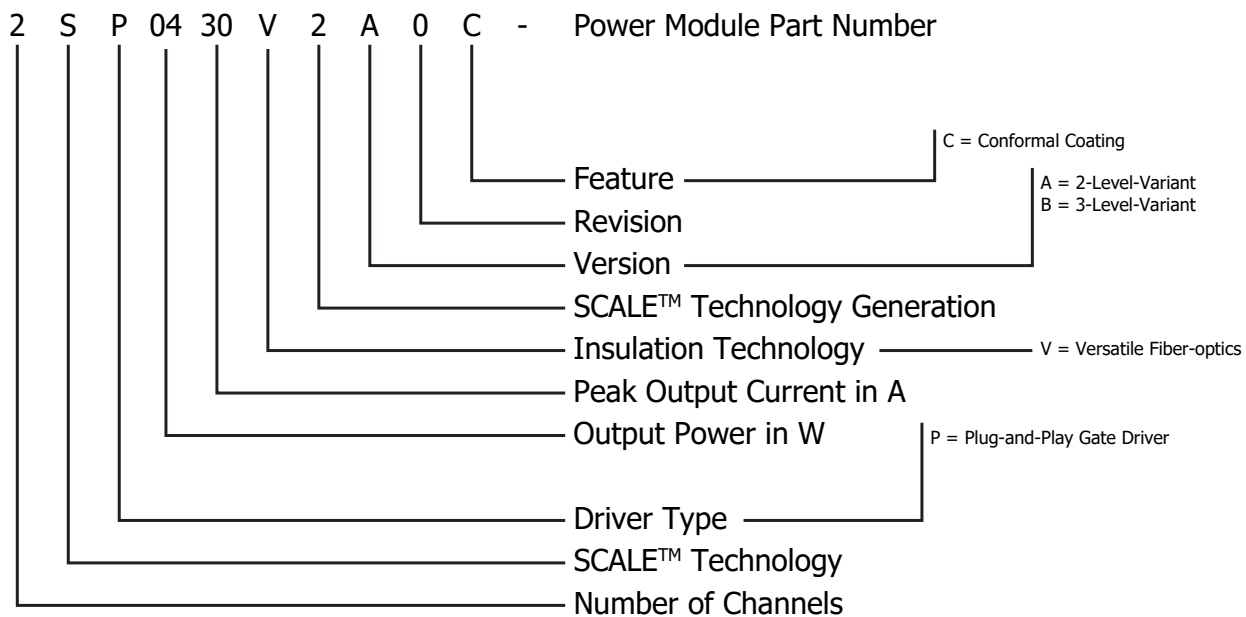 2 S P 04 30 V 2 A 0 C - Power Module Part Number
C = Conformal Coating
Feature
A = 2-Level-Variant
B = 3-Level-Variant
Revision
Version
SCALE™ Technology Generation
Insulation Technology
V = Versatile Fiber-optics
Peak Output Current in A
Output Power in W
P = Plug-and-Play Gate Driver
Driver Type
SCALE™ Technology
Number of Channels